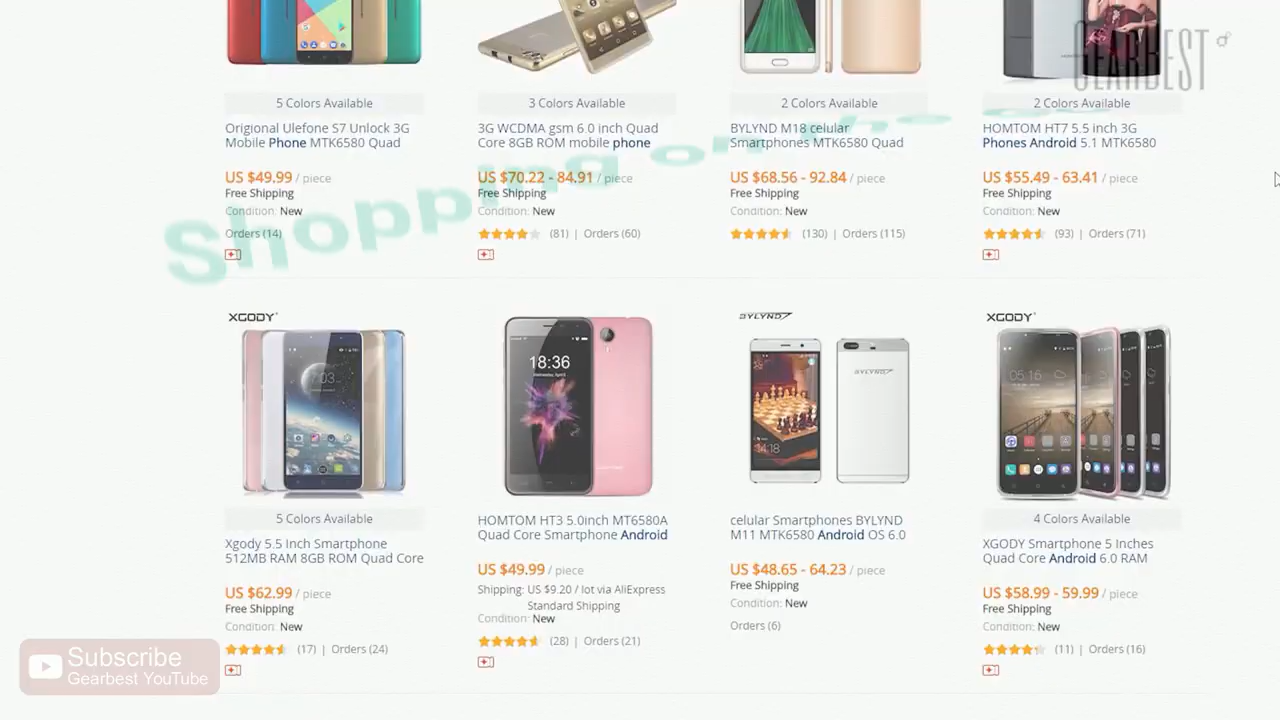 GEARBEST
5 Colors Available
3 Colors Available
2 Colors Available
2 Colors Available
Origional Ulefone S7 Unlock 3G
Mobile Phone MTK6580 Quad
US $49.99 / piece
Free Shipping
Condition: New
Orders (14)
3G WCDMA gsm 6.0 inch Quad
Core 8GB ROM mobile phone
US $70.22 - 84.91 / piece
Free Shipping
Condition: New
(81) | Orders (60)
BYLYND M18 celular
Smartphones MTK6580 Quad
US $68.56 - 92.84 / piece
Free Shipping
Condition: New
(130) | Orders (115)
HOMTOM HT7 5.5 inch 3G
Phones Android 5.1 MTK6580
US $55.49 - 63.41 / piece
Free Shipping
Condition: New
(93) | Orders (71)
Shopping on the
XGODY
7:03
5 Colors Available
Xgody 5.5 Inch Smartphone
512MB RAM 8GB ROM Quad Core
US $62.99 / piece
Free Shipping
Condition: New
(17) | Orders (24)
18:36
HOMTOM HT3 5.0inch MT6580A
Quad Core Smartphone Android
US $49.99 / piece
Shipping: US $9.20 / lot via AliExpress
Standard Shipping
Condition: New
(28) | Orders (21)
BYLYND
BYLYND
14:18
celular Smartphones BYLYND
M11 MTK6580 Android OS 6.0
US $48.65 - 64.23 / piece
Free Shipping
Condition: New
Orders (6)
XGODY
05:16
4 Colors Available
XGODY Smartphone 5 Inches
Quad Core Android 6.0 RAM
US $58.99 - 59.99 / piece
Free Shipping
Condition: New
(11) | Orders (16)
Subscribe
Gearbest YouTube